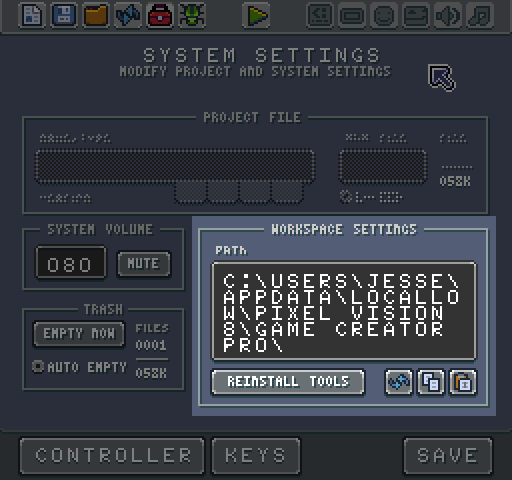 SYSTEM SETTINGS
MODIFY PROJECT AND SYSTEM SETTINGS
PROJECT FILE
058K
SYSTEM VOLUME
080
MUTE
TRASH
EMPTY NOW
FILES
0001
AUTO EMPTY
058K
WORKSPACE SETTINGS
PATH
C:\USERS\JESSE\
APPDATA\LOCALLO
W\PIXEL VISION
8\GAME CREATOR
PRO\
REINSTALL TOOLS
CONTROLLER
KEYS
SAVE